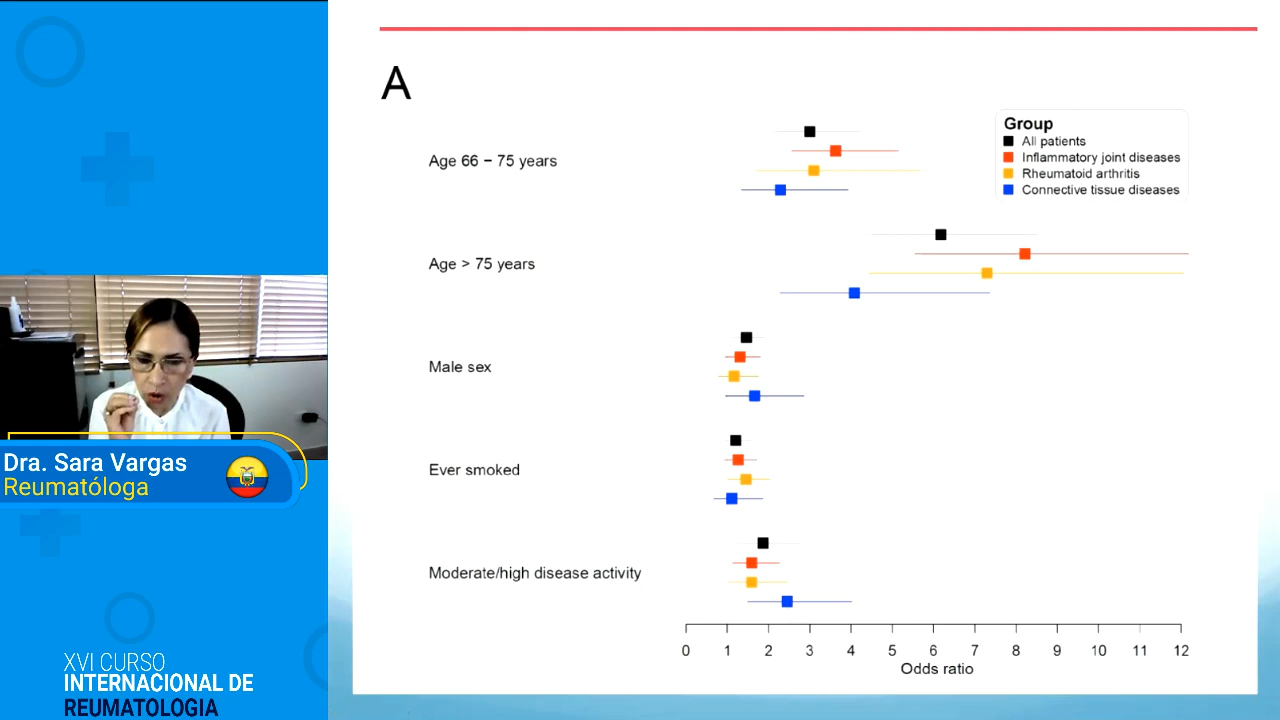 A
Group
All patients
Inflammatory joint diseases
Rheumatoid arthritis
Connective tissue diseases
Age 66 – 75 years
Age > 75 years
Male sex
Ever smoked
Moderate/high disease activity
0 1 2 3 4 5 6 7 8 9 10 11 12
Odds ratio
Dra. Sara Vargas
Reumatóloga
XVI CURSO
INTERNACIONAL DE
REUMATOLOGIA